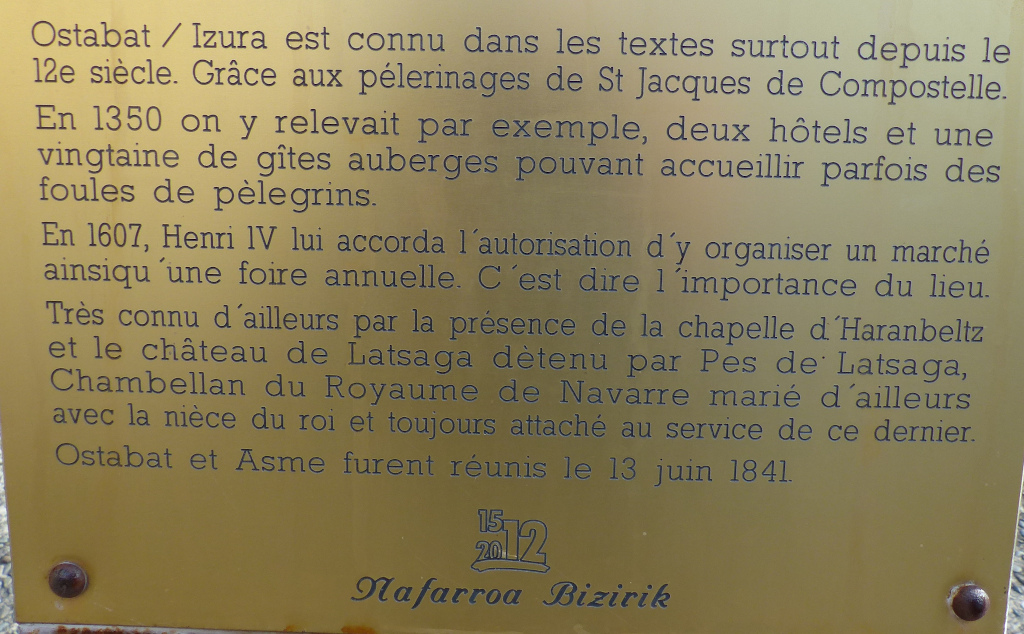 Ostabat / Izura est connu dans les textes surtout depuis le
12e siècle. Grâce aux pélerinages de St Jacques de Compostelle.
En 1350 on y relevait par exemple, deux hôtels et une
vingtaine de gîtes auberges pouvant accueillir parfois des
foules de pèlegrins.
En 1607, Henri IV lui accorda l´autorisation d´y organiser un marché
ainsiqu´une foire annuelle. C´est dire l´importance du lieu.
Très connu d´ailleurs par la présence de la chapelle d´Haranbeltz
et le château de Latsaga dètenu par Pes de Latsaga,
Chambellan du Royaume de Navarre marié d´ailleurs
avec la nièce du roi et toujours attaché au service de ce dernier.
Ostabat et Asme furent réunis le 13 juin 1841.
1512
2012
Nafarroa Bizirik